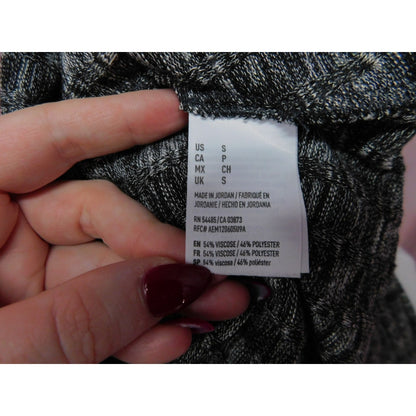 US S
CA P
MX CH
UK S
MADE IN JORDAN / FABRIQUÉ EN
JORDANIE / HECHO EN JORDANIA
RN 54485/CA 03873
RFC# AEM120605U9A
EN 54% VISCOSE / 46% POLYESTER
FR 54% VISCOSE / 46% POLYESTER
SP 54% viscosa / 46% poliéster